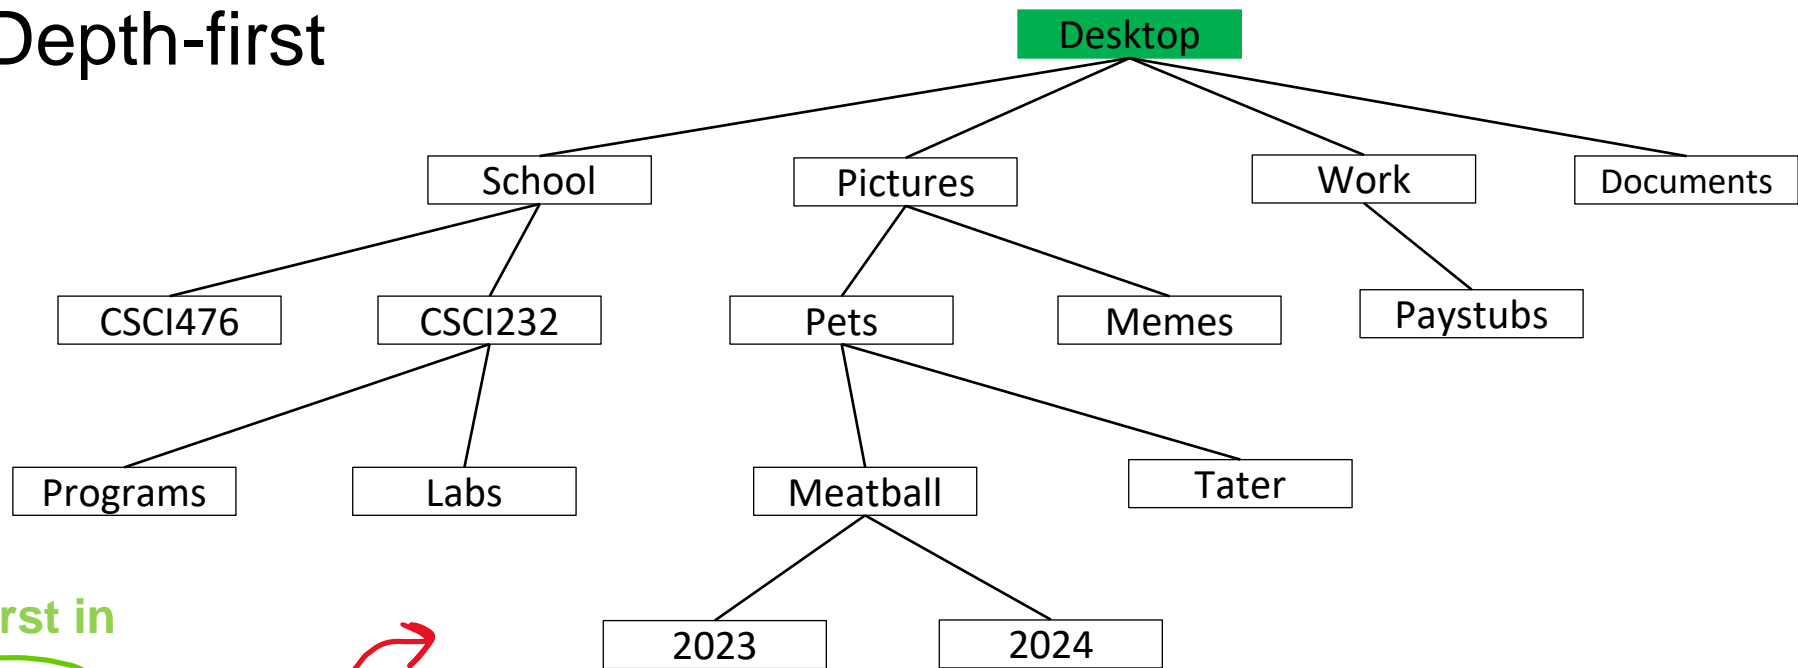 Depth-first
Desktop
School
Pictures
Work
Documents
CSCI476
CSCI232
Pets
Memes
Paystubs
Programs
Labs
Meatball
Tater
rst in
2023
2024